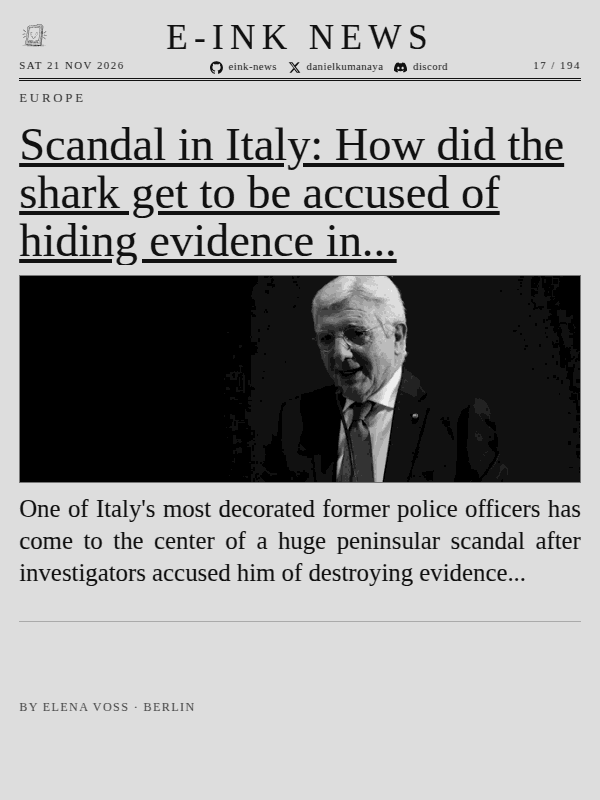 E-INK NEWS
SAT 21 NOV 2026
eink-news
danielkumanaya
discord
17 / 194
EUROPE
Scandal in Italy: How did the
shark get to be accused of
hiding evidence in...
One of Italy's most decorated former police officers has
come to the center of a huge peninsular scandal after
investigators accused him of destroying evidence...
BY ELENA VOSS · BERLIN